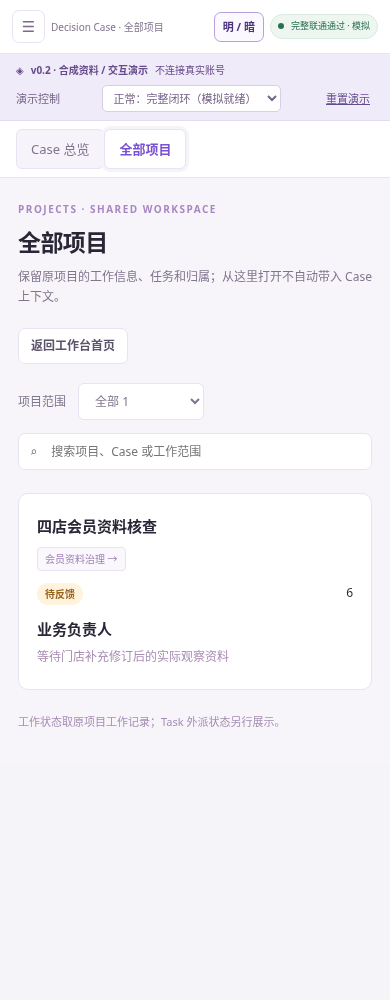 ☰ Decision Case · 全部项目 明 / 暗 完整联通通过 · 模拟
◈ v0.2 · 合成资料 / 交互演示 不连接真实账号
演示控制 正常：完整闭环（模拟就绪） 重置演示
Case 总览 全部项目
PROJECTS · SHARED WORKSPACE
全部项目
保留原项目的工作信息、任务和归属；从这里打开不自动带入 Case
上下文。
返回工作台首页
项目范围 全部 1
⌕ 搜索项目、Case 或工作范围
四店会员资料核查
会员资料治理 →
待反馈 6
业务负责人
等待门店补充修订后的实际观察资料
工作状态取原项目工作记录；Task 外派状态另行展示。